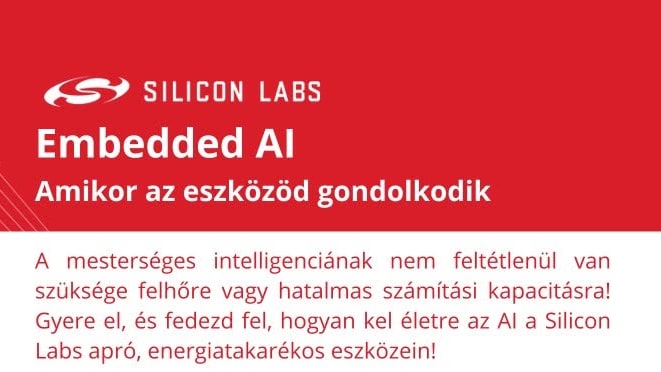 SILICON LABS
Embedded AI
Amikor az eszközöd gondolkodik
A mesterséges intelligenciának nem feltétlenül van
szüksége felhőre vagy hatalmas számítási kapacitásra!
Gyere el, és fedezd fel, hogyan kel életre az AI a Silicon
Labs apró, energiatakarékos eszközein!